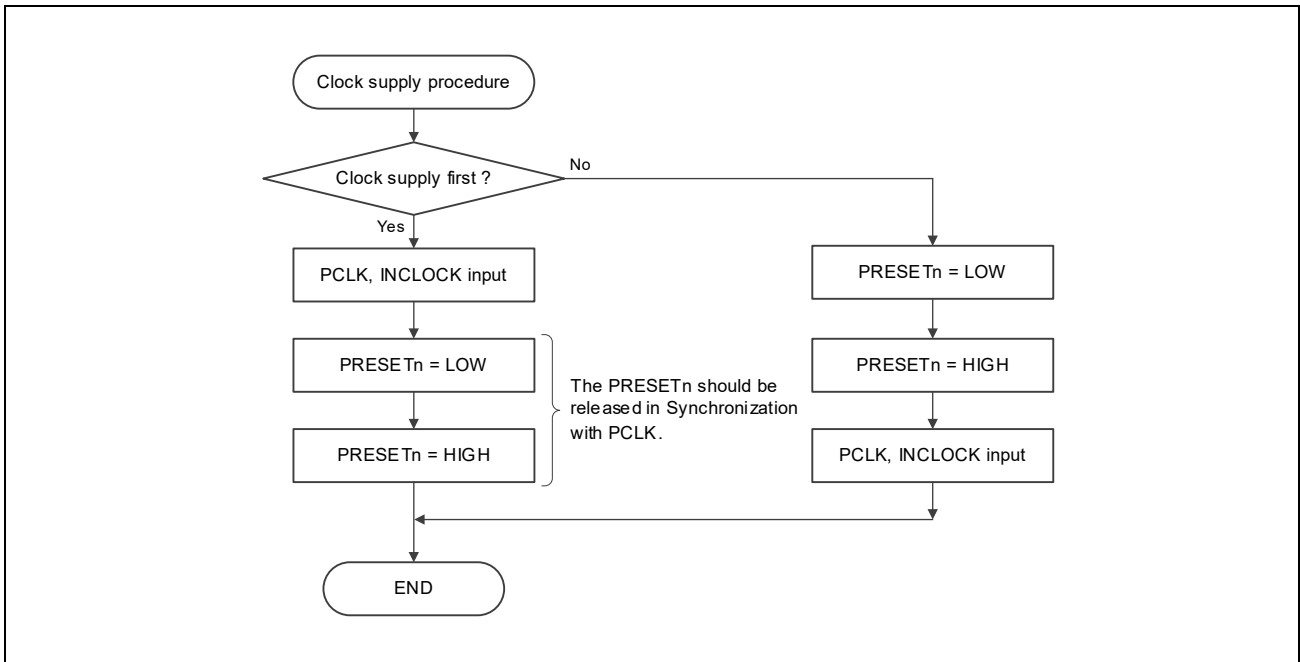 Clock supply procedure
Clock supply first ?
No
Yes
PCLK, INCLOCK input
PRESETn = LOW
PRESETn = HIGH
The PRESETn should be
released in Synchronization
with PCLK.
PRESETn = LOW
PRESETn = HIGH
PCLK, INCLOCK input
END